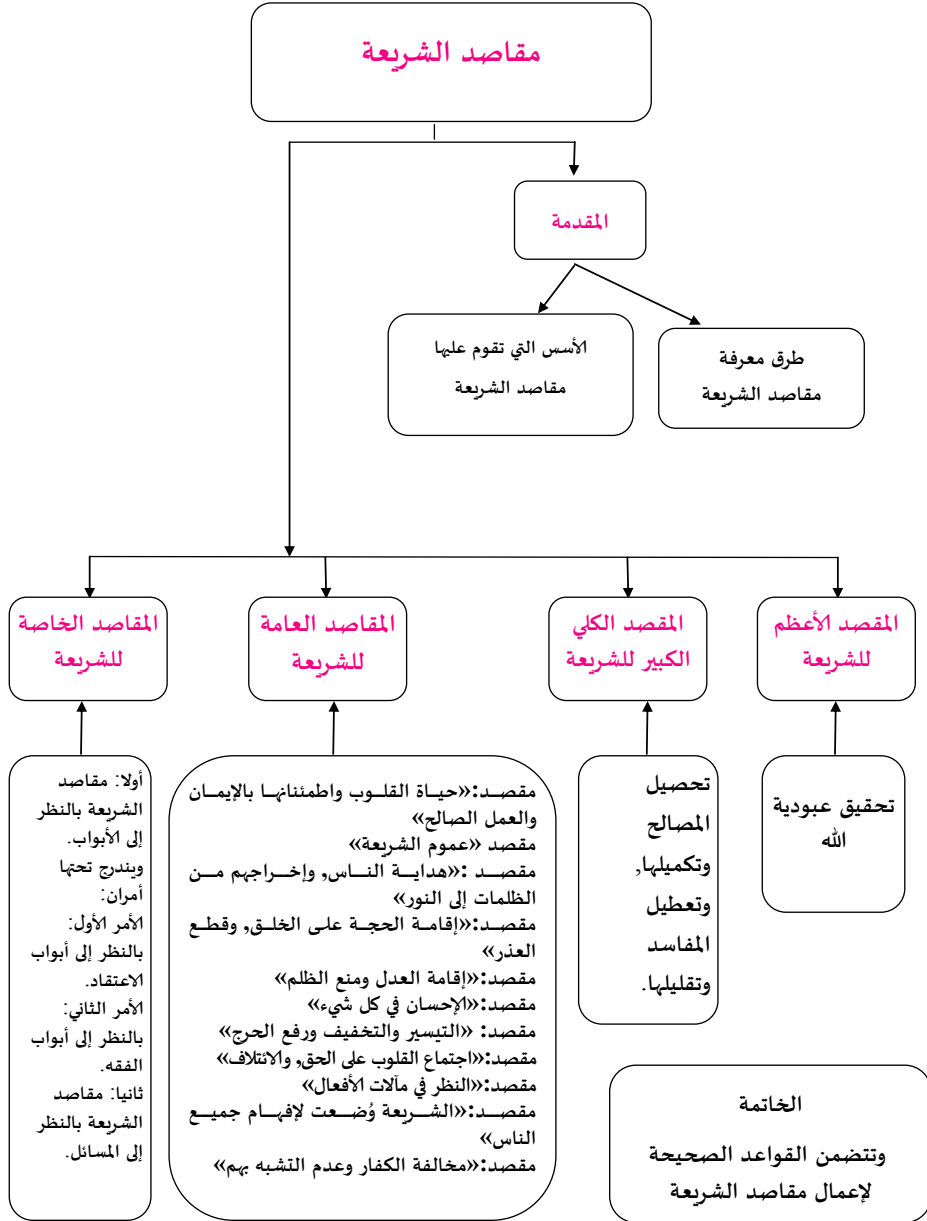 مقاصد الشريعة
المقدمة
طرق معرفة
مقاصد الشريعة
الأسس التي تقوم عليها
مقاصد الشريعة
المقصد الأعظم
للشريعة
المقصد الكلي
الكبير للشريعة
المقاصد العامة
للشريعة
المقاصد الخاصة
للشريعة
تحقيق عبودية
الله
تحصيل
المصالح
وتكميلها,
وتعطيل
المفاسد
وتقليلها.
مقصد:«حياة القلوب واطمئنانها بالإيمان
والعمل الصالح»
مقصد «عموم الشريعة»
مقصد :«هداية الناس, وإخراجهم من
الظلمات إلى النور»
مقصد:«إقامة الحجة على الخلق, وقطع
العذر»
مقصد:«إقامة العدل ومنع الظلم»
مقصد:«الإحسان في كل شيء»
مقصد: «التيسير والتخفيف ورفع الحرج»
مقصد:«اجتماع القلوب على الحق, والائتلاف»
مقصد:«النظر في مآلات الأفعال»
مقصد:«الشريعة وُضعت لإفهام جميع
الناس»
مقصد:«مخالفة الكفار وعدم التشبه بهم»
أولا: مقاصد
الشريعة بالنظر
إلى الأبواب.
ويندرج تحتها
أمران:
الأمر الأول:
بالنظر إلى أبواب
الاعتقاد.
الأمر الثاني:
بالنظر إلى أبواب
الفقه.
ثانيا: مقاصد
الشريعة بالنظر
إلى المسائل.
الخاتمة
وتتضمن القواعد الصحيحة
لإعمال مقاصد الشريعة